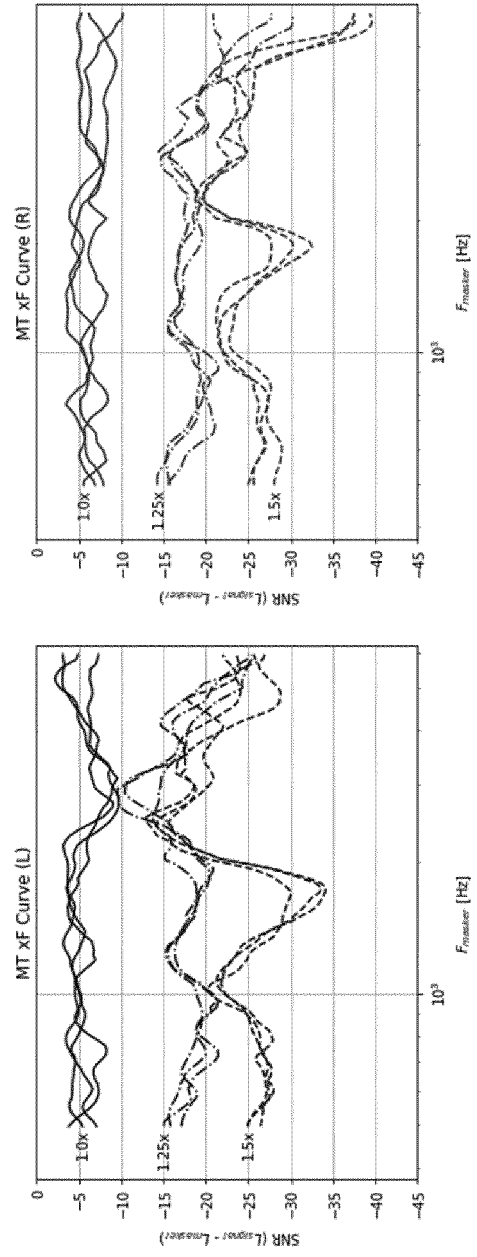 MT xF Curve (L)
0
−5
−10
−15
−20
−25
−30
−35
−40
−45
SNR (Lsignal - Lmasker)
1.0x
1.25x
1.5x
10³
Fmasker [Hz]
MT xF Curve (R)
0
−5
−10
−15
−20
−25
−30
−35
−40
−45
SNR (Lsignal - Lmasker)
1.0x
1.25x
1.5x
10³
Fmasker [Hz]